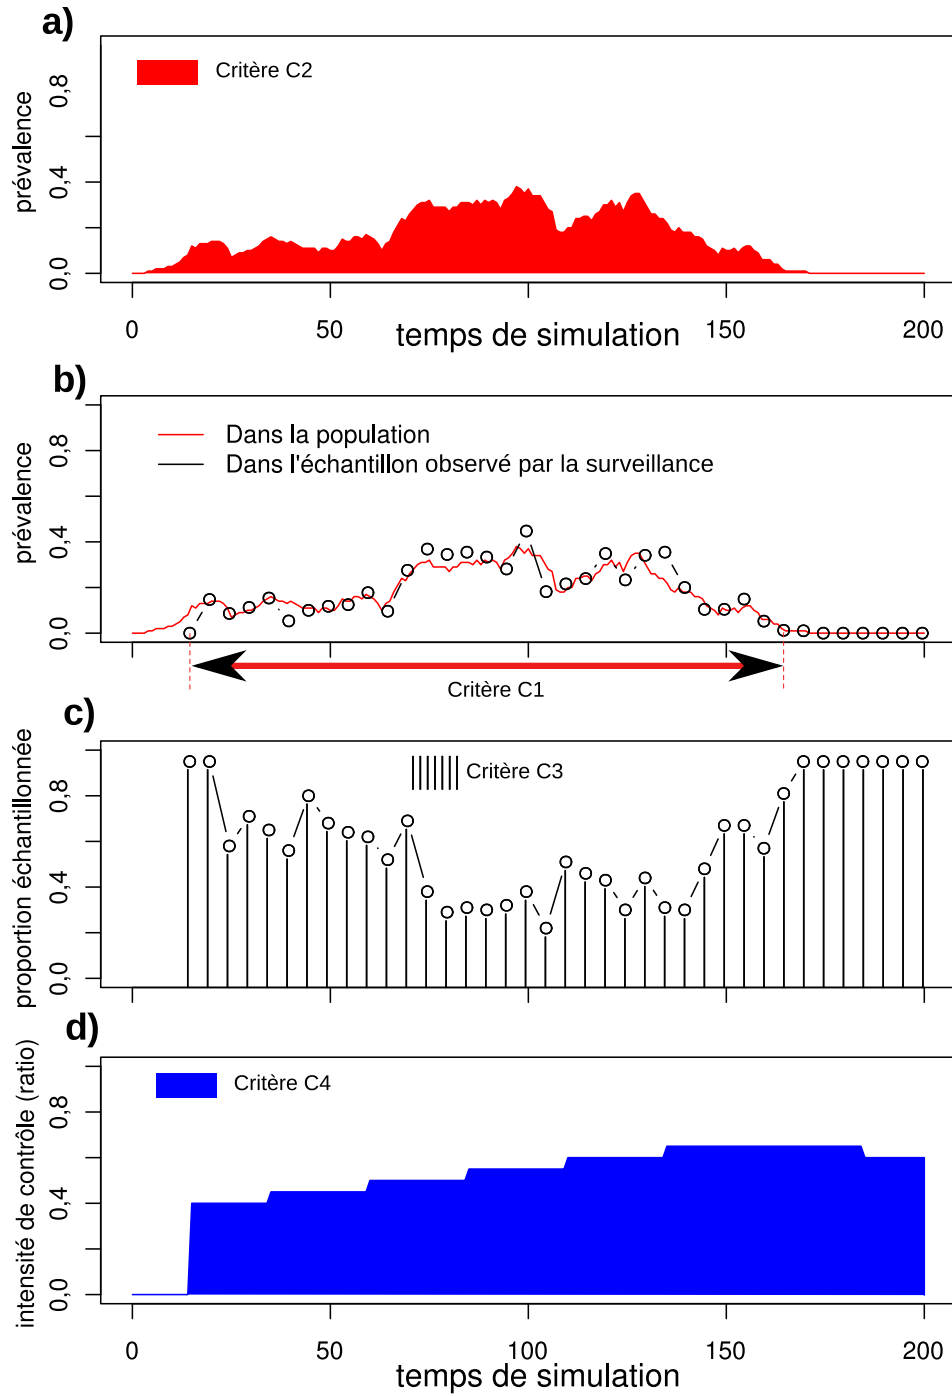 a)
Critère C2
prévalence
0,8
0,4
0,0
0 50 150 200
temps de simulation
b)
Dans la population
Dans l'échantillon observé par la surveillance
prévalence
0,8
0,4
0,0
Critère C1
c)
Critère C3
proportion échantillonnée
0,8
0,4
0,0
d)
Critère C4
intensité de contrôle (ratio)
0,8
0,4
0,0
0 50 100 150 200
temps de simulation